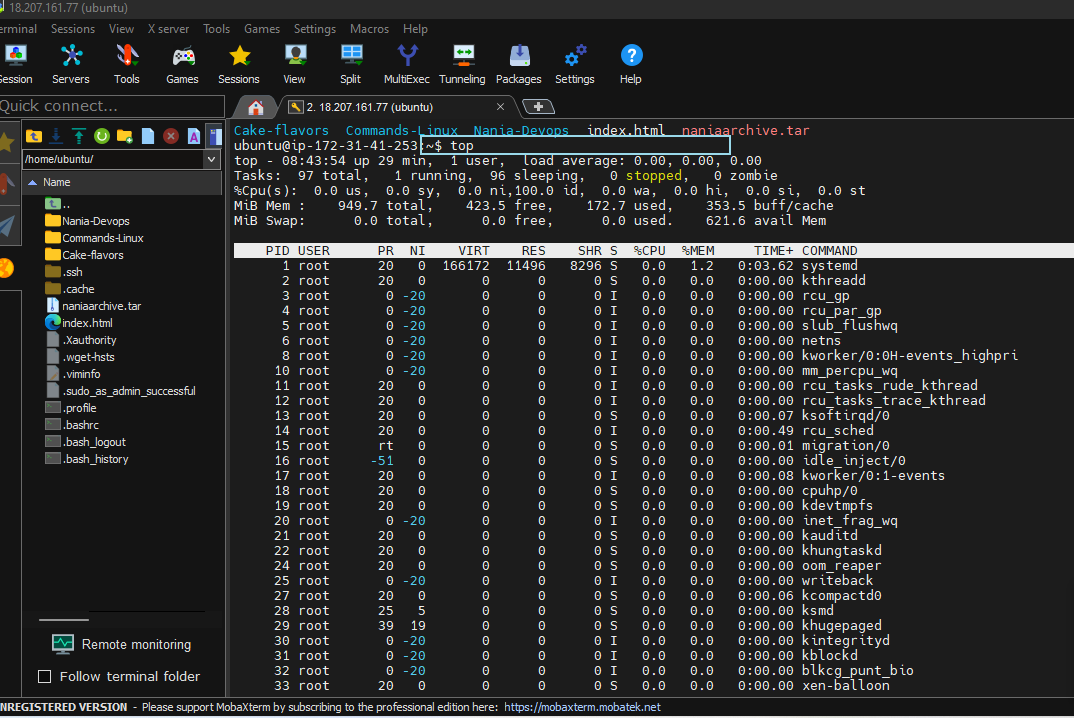 18.207.161.77 (ubuntu)
erminal Sessions View X server Tools Games Settings Macros Help
Session Servers Tools Games Sessions View Split MultiExec Tunneling Packages Settings Help
Quick connect...
2. 18.207.161.77 (ubuntu)
/home/ubuntu/
Name
..
Nania-Devops
Commands-Linux
Cake-flavors
.ssh
.cache
naniaarchive.tar
index.html
.Xauthority
.wget-hsts
.viminfo
.sudo_as_admin_successful
.profile
.bashrc
.bash_logout
.bash_history
Remote monitoring
Follow terminal folder
Cake-flavors Commands-Linux Nania-Devops index.html naniaarchive.tar
ubuntu@ip-172-31-41-253:~$ top
top - 08:43:54 up 29 min, 1 user, load average: 0.00, 0.00, 0.00
Tasks: 97 total, 1 running, 96 sleeping, 0 stopped, 0 zombie
%Cpu(s): 0.0 us, 0.0 sy, 0.0 ni,100.0 id, 0.0 wa, 0.0 hi, 0.0 si, 0.0 st
MiB Mem : 949.7 total, 423.5 free, 172.7 used, 353.5 buff/cache
MiB Swap: 0.0 total, 0.0 free, 0.0 used. 621.6 avail Mem
PID USER PR NI VIRT RES SHR S %CPU %MEM TIME+ COMMAND
1 root 20 0 166172 11496 8296 S 0.0 1.2 0:03.62 systemd
2 root 20 0 0 0 0 S 0.0 0.0 0:00.00 kthreadd
3 root 0 -20 0 0 0 I 0.0 0.0 0:00.00 rcu_gp
4 root 0 -20 0 0 0 I 0.0 0.0 0:00.00 rcu_par_gp
5 root 0 -20 0 0 0 I 0.0 0.0 0:00.00 slub_flushwq
6 root 0 -20 0 0 0 I 0.0 0.0 0:00.00 netns
8 root 0 -20 0 0 0 I 0.0 0.0 0:00.00 kworker/0:0H-events_highpri
10 root 0 -20 0 0 0 I 0.0 0.0 0:00.00 mm_percpu_wq
11 root 20 0 0 0 0 S 0.0 0.0 0:00.00 rcu_tasks_rude_kthread
12 root 20 0 0 0 0 S 0.0 0.0 0:00.00 rcu_tasks_trace_kthread
13 root 20 0 0 0 0 S 0.0 0.0 0:00.07 ksoftirqd/0
14 root 20 0 0 0 0 I 0.0 0.0 0:00.49 rcu_sched
15 root rt 0 0 0 0 S 0.0 0.0 0:00.01 migration/0
16 root -51 0 0 0 0 S 0.0 0.0 0:00.00 idle_inject/0
17 root 20 0 0 0 0 I 0.0 0.0 0:00.08 kworker/0:1-events
18 root 20 0 0 0 0 S 0.0 0.0 0:00.00 cpuhp/0
19 root 20 0 0 0 0 S 0.0 0.0 0:00.00 kdevtmpfs
20 root 0 -20 0 0 0 I 0.0 0.0 0:00.00 inet_frag_wq
21 root 20 0 0 0 0 S 0.0 0.0 0:00.00 kauditd
22 root 20 0 0 0 0 S 0.0 0.0 0:00.00 khungtaskd
24 root 20 0 0 0 0 S 0.0 0.0 0:00.00 oom_reaper
25 root 0 -20 0 0 0 I 0.0 0.0 0:00.00 writeback
27 root 20 0 0 0 0 S 0.0 0.0 0:00.06 kcompactd0
28 root 25 5 0 0 0 S 0.0 0.0 0:00.00 ksmd
29 root 39 19 0 0 0 S 0.0 0.0 0:00.00 khugepaged
30 root 0 -20 0 0 0 I 0.0 0.0 0:00.00 kintegrityd
31 root 0 -20 0 0 0 I 0.0 0.0 0:00.00 kblockd
32 root 0 -20 0 0 0 I 0.0 0.0 0:00.00 blkcg_punt_bio
33 root 20 0 0 0 0 S 0.0 0.0 0:00.00 xen-balloon
NREGISTERED VERSION - Please support MobaXterm by subscribing to the professional edition here: https://mobaxterm.mobatek.net